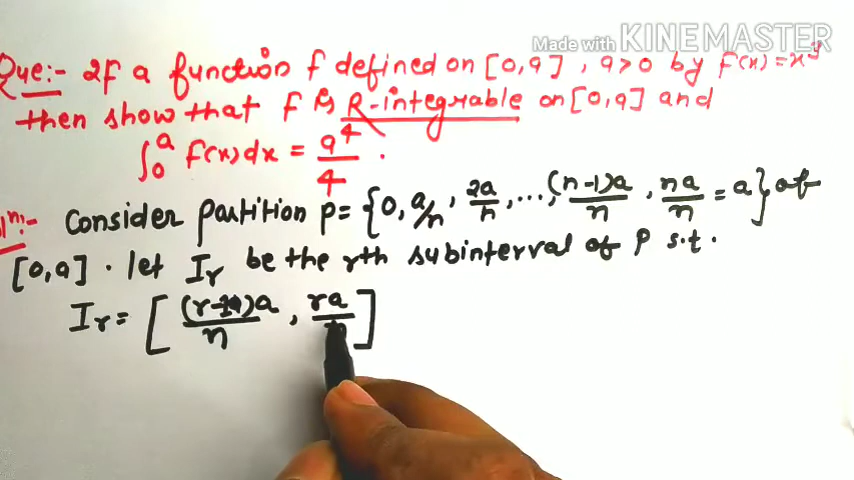 Made with KINEMASTER
Que:- If a function f defined on [0,a], a>0 by f(x)=x³
then show that f is R-integrable on [0,a] and
∫₀ᵃ f(x)dx = a⁴/4 .
lⁿ:- Consider partition P= {0, a/n, 2a/n, ..., (n-1)a/n, na/n = a} of
[0,a] . let Iᵣ be the rth subinterval of P s.t.
Iᵣ = [(r-1)a/n , ra/n]